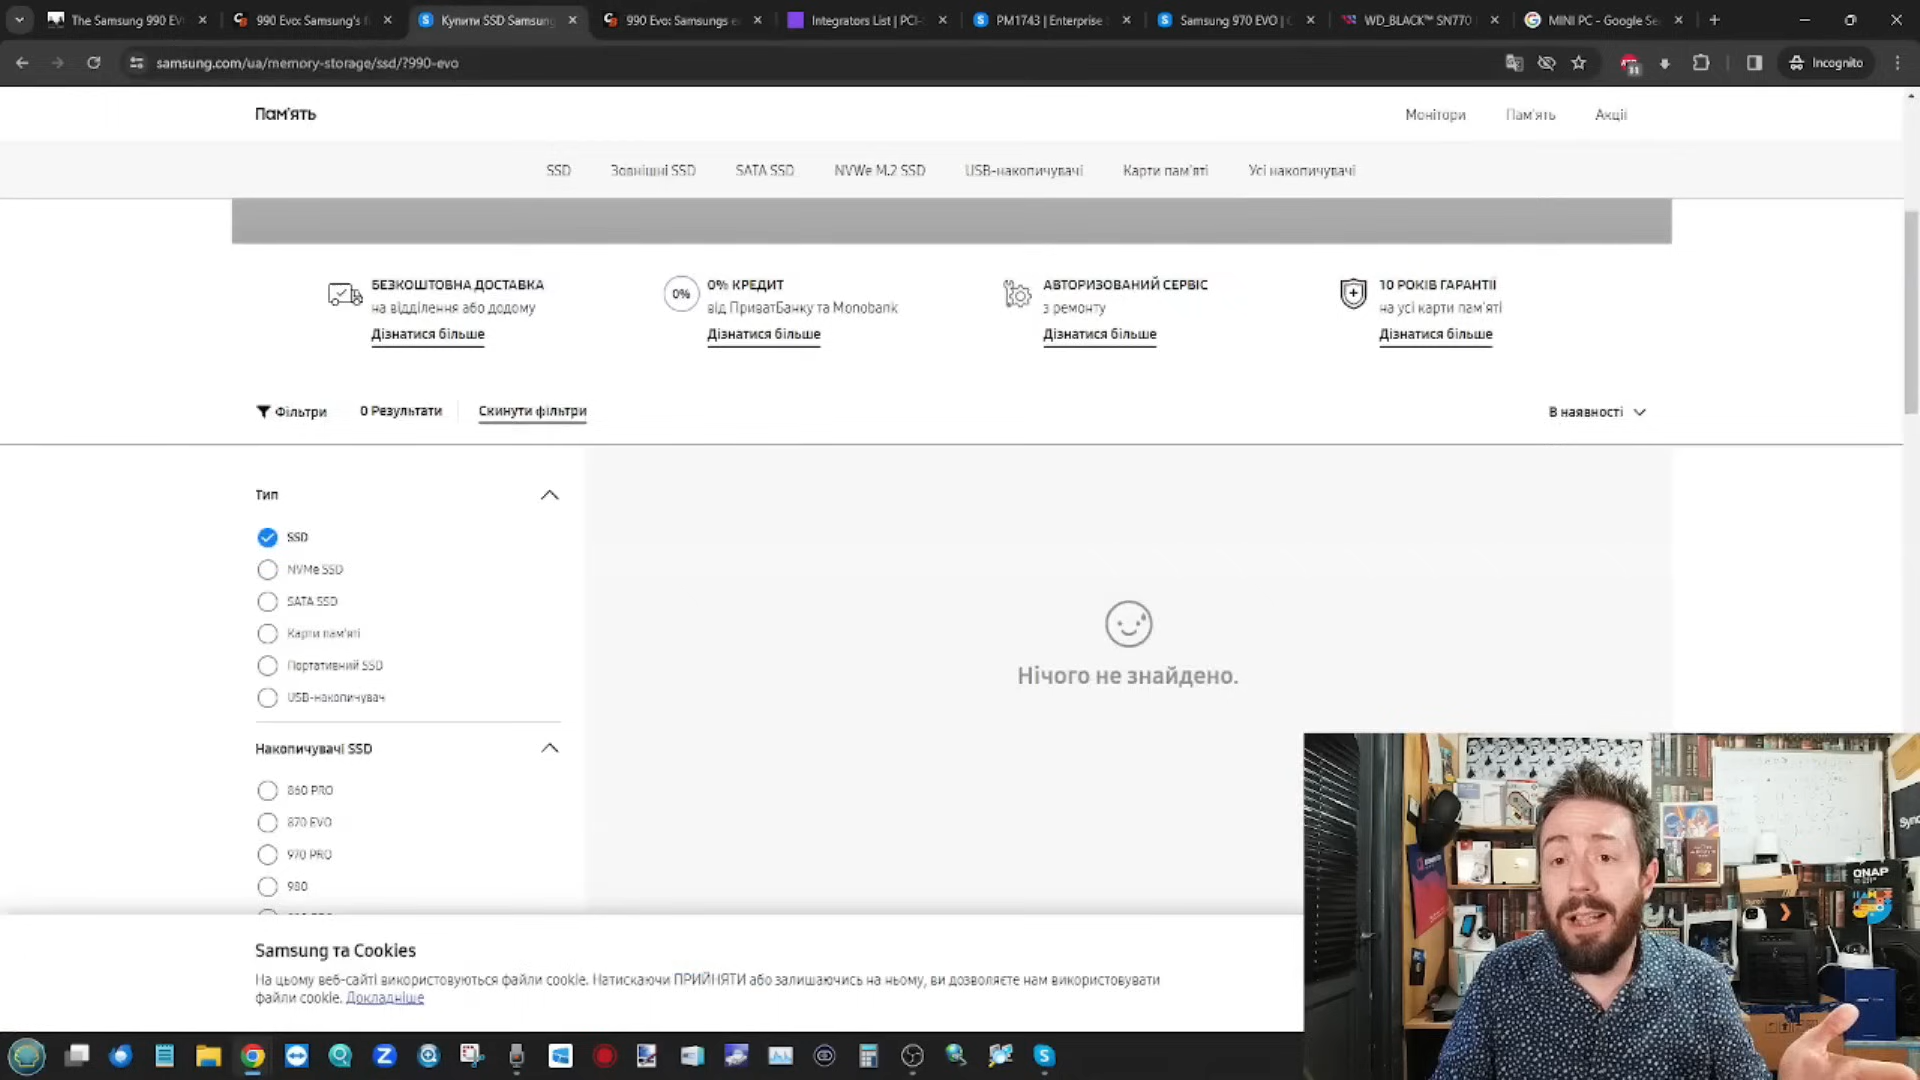 The Samsung 990 EV
990 Evo: Samsung's f
Купити SSD Samsung
990 Evo: Samsungs e
Integrators List | PCI-
PM1743 | Enterprise
Samsung 970 EVO |
WD_BLACK™ SN770
MINI PC - Google Se
samsung.com/ua/memory-storage/ssd/?990-evo
11
Incognito
Пам'ять
Монітори
Пам'ять
Акції
SSD
Зовнішні SSD
SATA SSD
NVMe M.2 SSD
USB-накопичувачі
Карти пам'яті
Усі накопичувачі
БЕЗКОШТОВНА ДОСТАВКА
на відділення або додому
Дізнатися більше
0%
0% КРЕДИТ
від ПриватБанку та Monobank
Дізнатися більше
АВТОРИЗОВАНИЙ СЕРВІС
з ремонту
Дізнатися більше
10 РОКІВ ГАРАНТІЇ
на усі карти пам'яті
Дізнатися більше
Фільтри
0 Результати
Скинути фільтри
В наявності
Тип
SSD
NVMe SSD
SATA SSD
Карти пам'яті
Портативний SSD
USB-накопичувач
Накопичувачі SSD
860 PRO
870 EVO
970 PRO
980
Нічого не знайдено.
Samsung та Cookies
На цьому веб-сайті використовуються файли cookie. Натискаючи ПРИЙНЯТИ або залишаючись на ньому, ви дозволяєте нам використовувати
файли cookie. Докладніше
QNAP